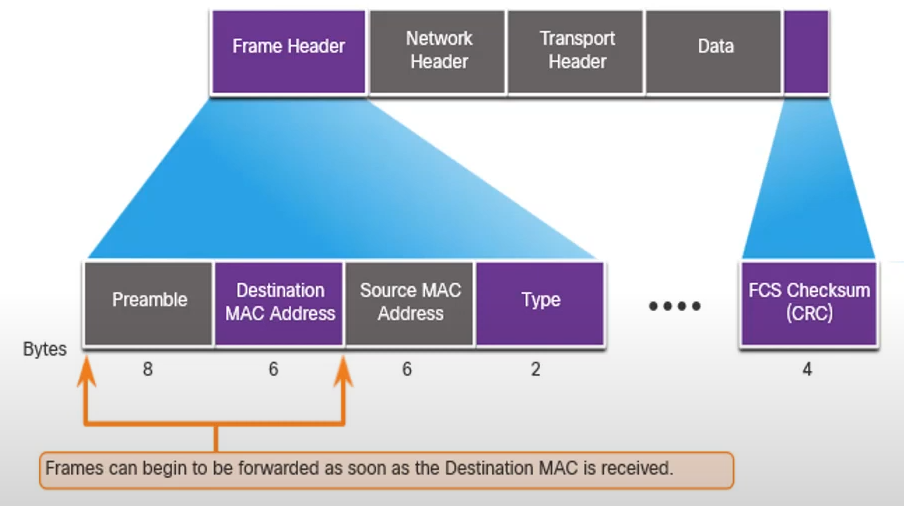 Frame Header
Network
Header
Transport
Header
Data
Preamble
Destination
MAC Address
Source MAC
Address
Type
FCS Checksum
(CRC)
Bytes
8
6
6
2
4
Frames can begin to be forwarded as soon as the Destination MAC is received.